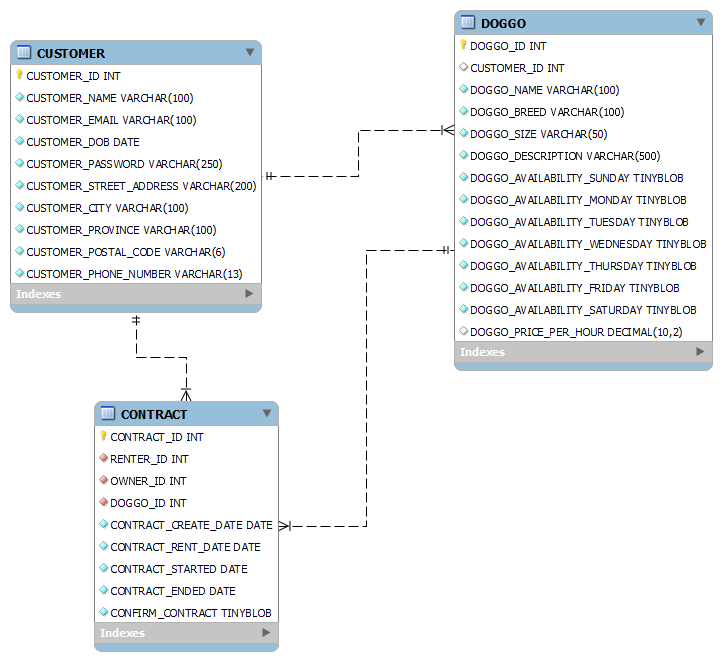 CUSTOMER
CUSTOMER_ID INT
CUSTOMER_NAME VARCHAR(100)
CUSTOMER_EMAIL VARCHAR(100)
CUSTOMER_DOB DATE
CUSTOMER_PASSWORD VARCHAR(250)
CUSTOMER_STREET_ADDRESS VARCHAR(200)
CUSTOMER_CITY VARCHAR(100)
CUSTOMER_PROVINCE VARCHAR(100)
CUSTOMER_POSTAL_CODE VARCHAR(6)
CUSTOMER_PHONE_NUMBER VARCHAR(13)
Indexes
DOGGO
DOGGO_ID INT
CUSTOMER_ID INT
DOGGO_NAME VARCHAR(100)
DOGGO_BREED VARCHAR(100)
DOGGO_SIZE VARCHAR(50)
DOGGO_DESCRIPTION VARCHAR(500)
DOGGO_AVAILABILITY_SUNDAY TINYBLOB
DOGGO_AVAILABILITY_MONDAY TINYBLOB
DOGGO_AVAILABILITY_TUESDAY TINYBLOB
DOGGO_AVAILABILITY_WEDNESDAY TINYBLOB
DOGGO_AVAILABILITY_THURSDAY TINYBLOB
DOGGO_AVAILABILITY_FRIDAY TINYBLOB
DOGGO_AVAILABILITY_SATURDAY TINYBLOB
DOGGO_PRICE_PER_HOUR DECIMAL(10,2)
Indexes
CONTRACT
CONTRACT_ID INT
RENTER_ID INT
OWNER_ID INT
DOGGO_ID INT
CONTRACT_CREATE_DATE DATE
CONTRACT_RENT_DATE DATE
CONTRACT_STARTED DATE
CONTRACT_ENDED DATE
CONFIRM_CONTRACT TINYBLOB
Indexes